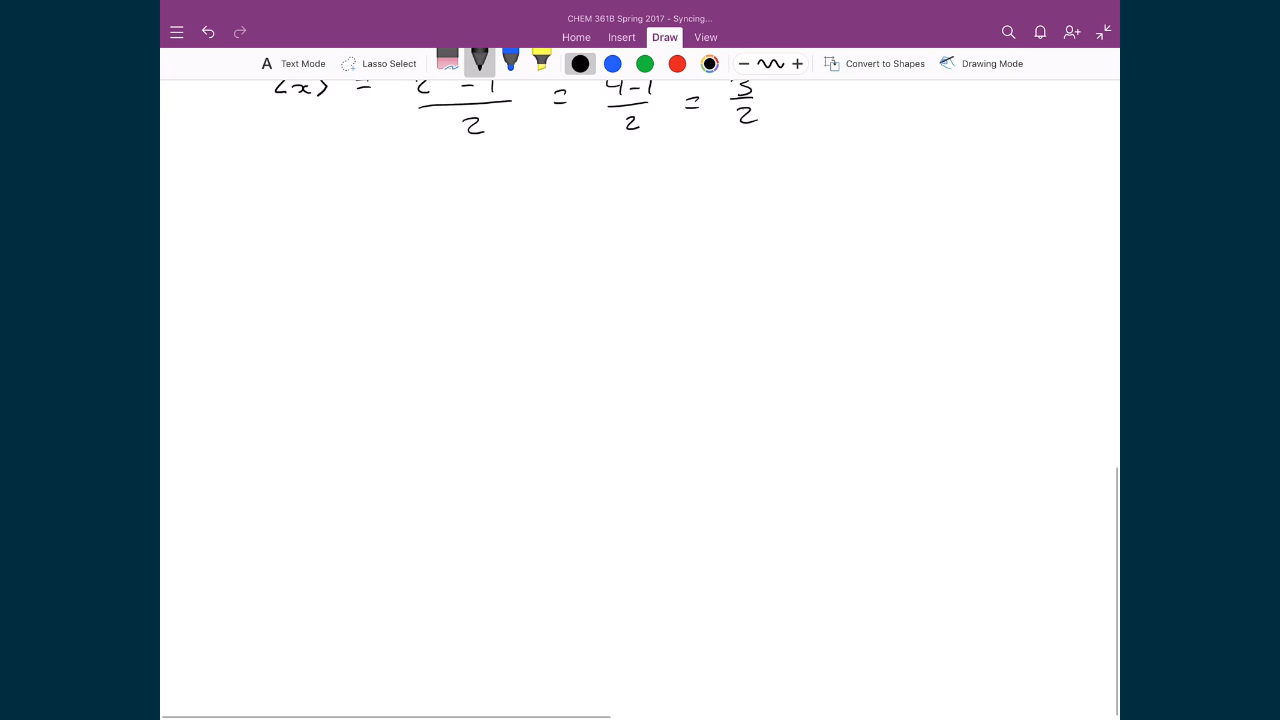 CHEM 361B Spring 2017 - Syncing...
Home Insert Draw View
A Text Mode Lasso Select Convert to Shapes Drawing Mode
<x> = 2 - 1 / 2 = 4-1 / 2 = 3 / 2